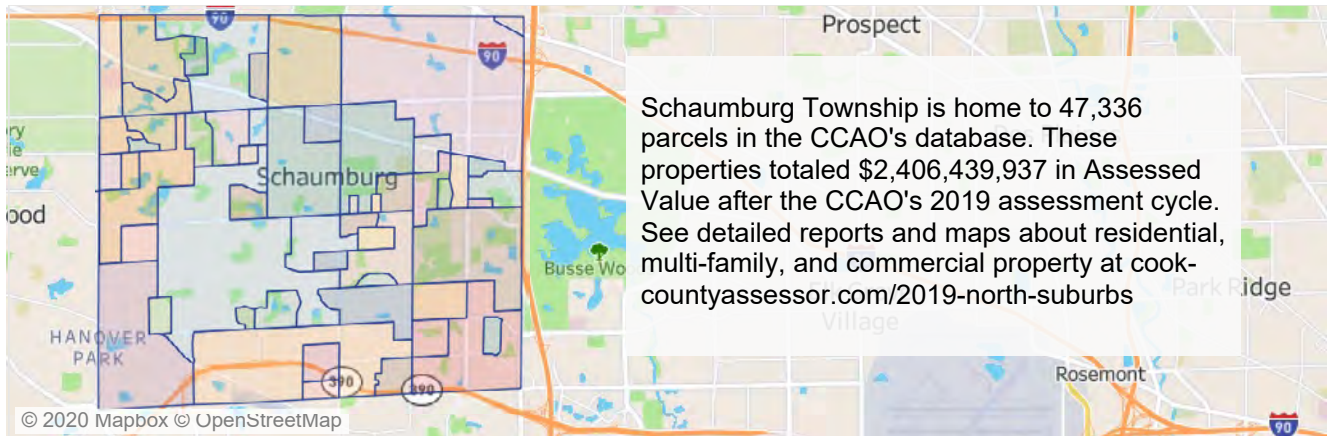 90
90
Prospect
Schaumburg Township is home to 47,336
parcels in the CCAO's database. These
properties totaled $2,406,439,937 in Assessed
Value after the CCAO's 2019 assessment cycle.
See detailed reports and maps about residential,
multi-family, and commercial property at cook-
countyassessor.com/2019-north-suburbs
Schaumburg
ood
Busse Wo
Park Ridge
Village
HANOVER
PARK
390
390
Rosemont
90
© 2020 Mapbox © OpenStreetMap